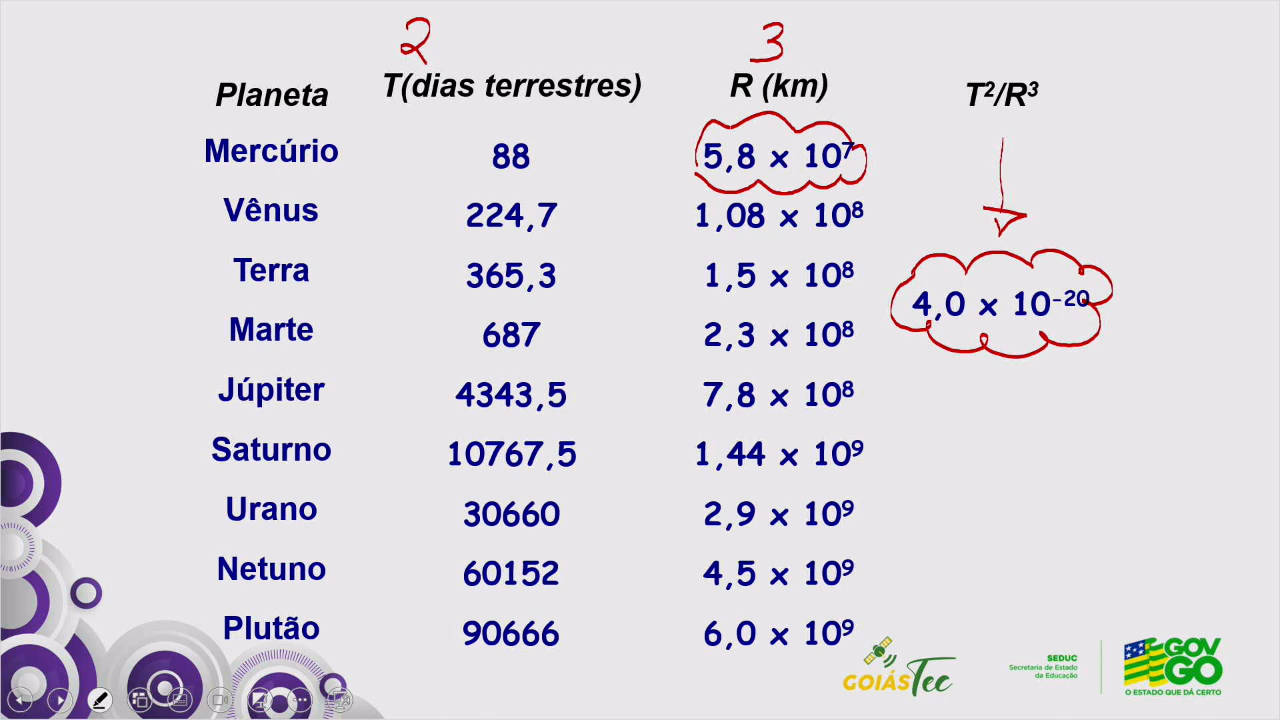 2 3
Planeta T(dias terrestres) R (km) T²/R³
Mercúrio 88 5,8 x 10⁷
Vênus 224,7 1,08 x 10⁸
Terra 365,3 1,5 x 10⁸
4,0 x 10⁻²⁰
Marte 687 2,3 x 10⁸
Júpiter 4343,5 7,8 x 10⁸
Saturno 10767,5 1,44 x 10⁹
Urano 30660 2,9 x 10⁹
Netuno 60152 4,5 x 10⁹
Plutão 90666 6,0 x 10⁹
GOIÁSTec
SEDUC
Secretaria de Estado
da Educação
GOV
GO
O ESTADO QUE DÁ CERTO